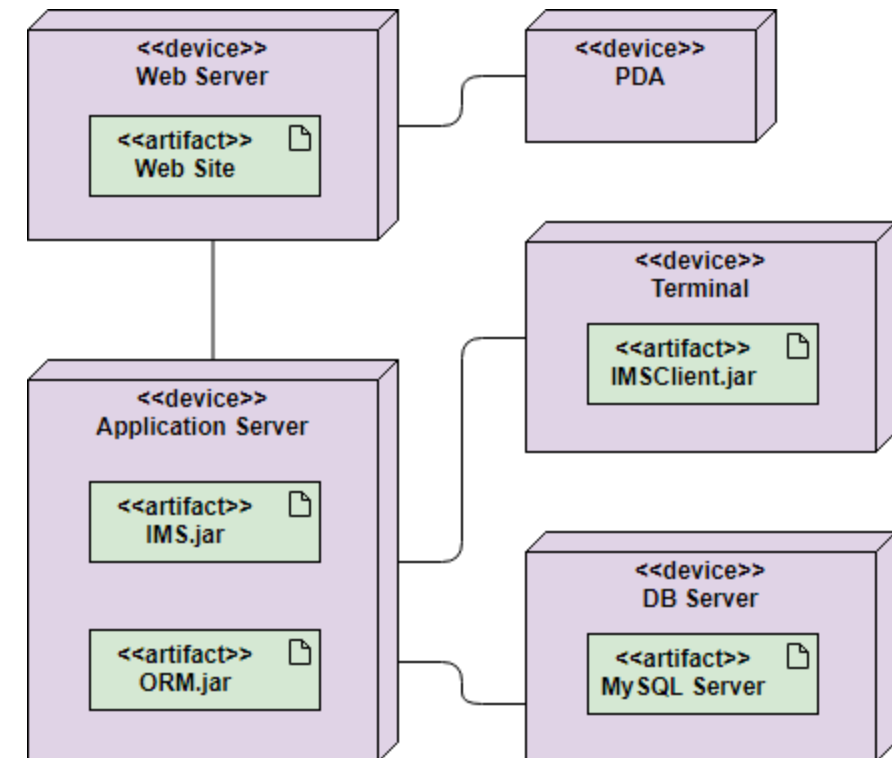 <<device>>
Web Server
<<artifact>>
Web Site
<<device>>
PDA
<<device>>
Terminal
<<artifact>>
IMSClient.jar
<<device>>
Application Server
<<artifact>>
IMS.jar
<<artifact>>
ORM.jar
<<device>>
DB Server
<<artifact>>
MySQL Server